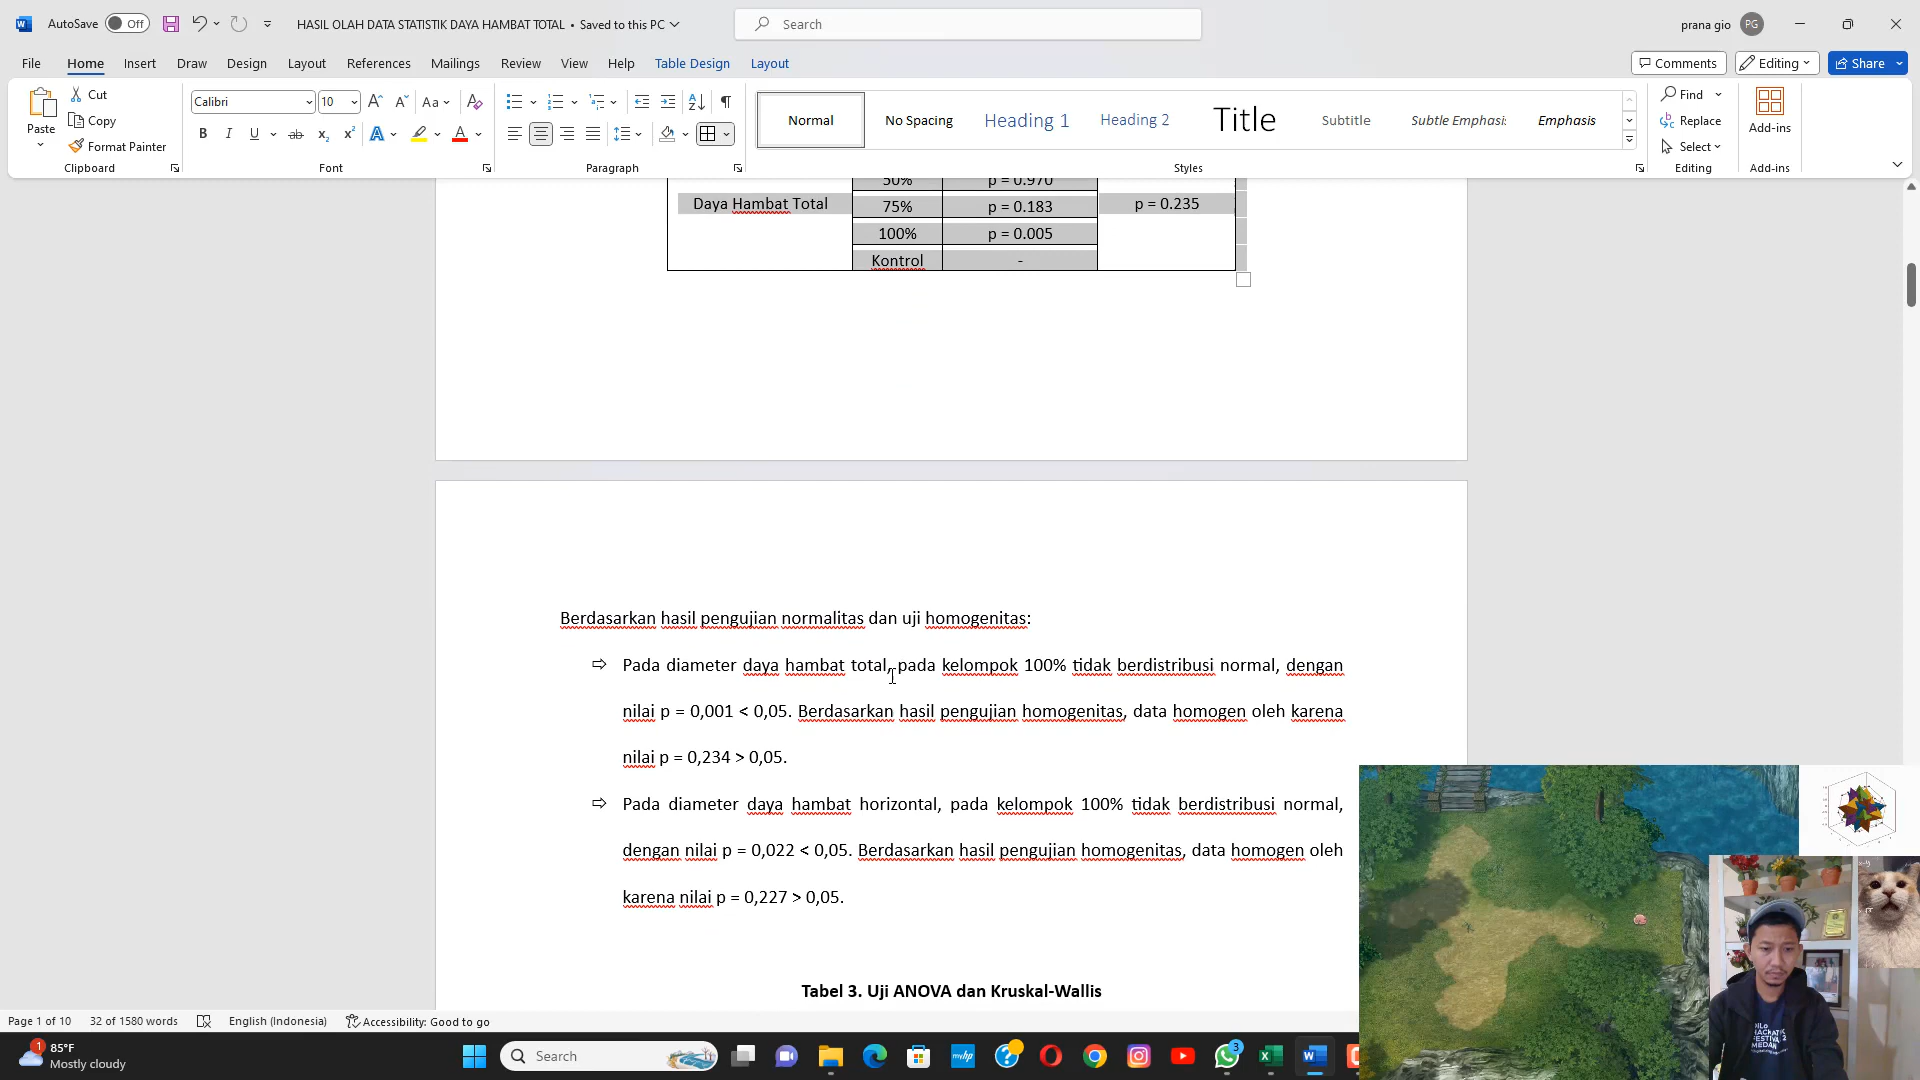 AutoSave Off HASIL OLAH DATA STATISTIK DAYA HAMBAT TOTAL • Saved to this PC Search prana gio PG
File Home Insert Draw Design Layout References Mailings Review View Help Table Design Layout Comments Editing Share
Paste Cut Copy Format Painter Clipboard
Calibri 10 Font
Paragraph
Normal No Spacing Heading 1 Heading 2 Title Subtitle Subtle Emphasis Emphasis Styles
Find Replace Select Editing
Add-ins Add-ins
50% p = 0.970
Daya Hambat Total 75% p = 0.183 p = 0.235
100% p = 0.005
Kontrol -
Berdasarkan hasil pengujian normalitas dan uji homogenitas:
⇨ Pada diameter daya hambat total, pada kelompok 100% tidak berdistribusi normal, dengan
nilai p = 0,001 < 0,05. Berdasarkan hasil pengujian homogenitas, data homogen oleh karena
nilai p = 0,234 > 0,05.
⇨ Pada diameter daya hambat horizontal, pada kelompok 100% tidak berdistribusi normal,
dengan nilai p = 0,022 < 0,05. Berdasarkan hasil pengujian homogenitas, data homogen oleh
karena nilai p = 0,227 > 0,05.
Tabel 3. Uji ANOVA dan Kruskal-Wallis
Page 1 of 10 32 of 1580 words English (Indonesia) Accessibility: Good to go
1 85°F
Mostly cloudy
Search
3